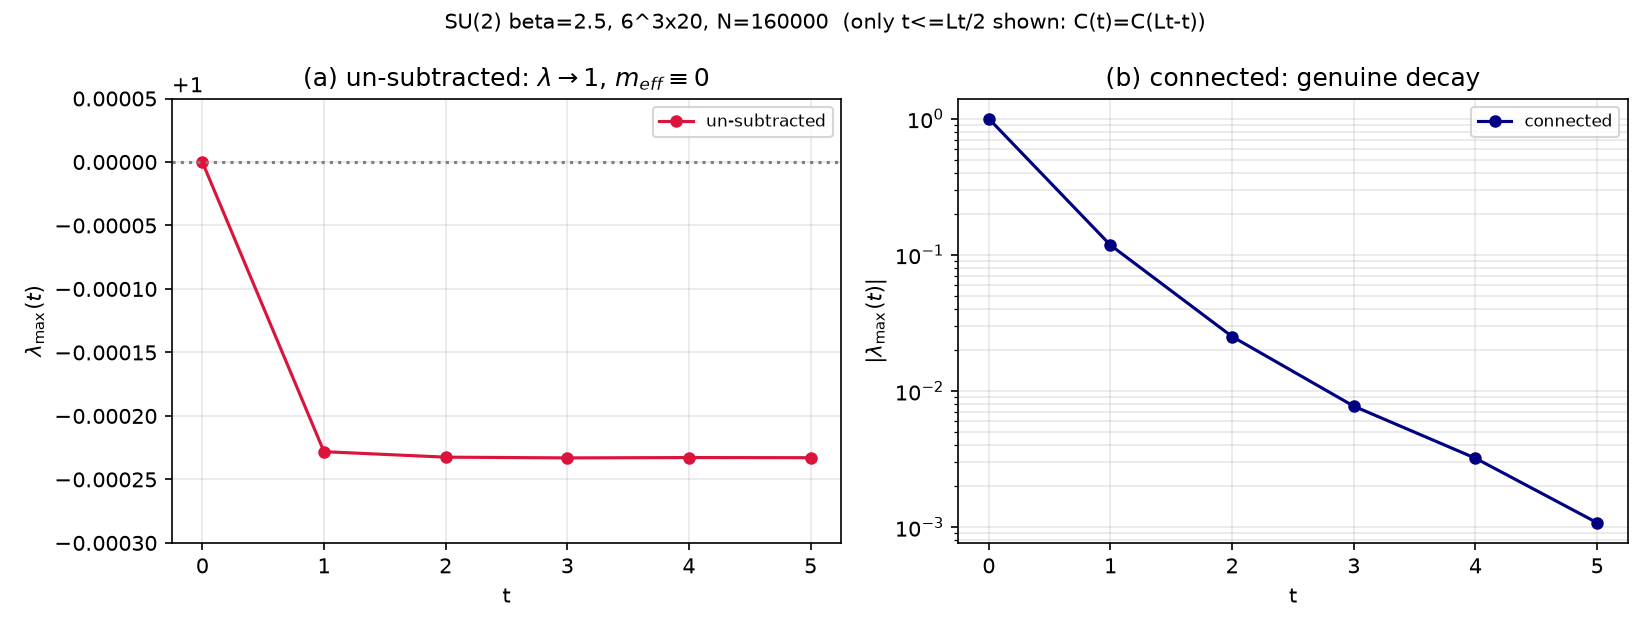 SU(2) beta=2.5, 6^3x20, N=160000 (only t<=Lt/2 shown: C(t)=C(Lt-t))
(a) un-subtracted: λ → 1, m_eff ≡ 0
+1
un-subtracted
0.00005
0.00000
−0.00005
−0.00010
−0.00015
−0.00020
−0.00025
−0.00030
λ_max(t)
0 1 2 3 4 5
t
(b) connected: genuine decay
connected
10^0
10^−1
10^−2
10^−3
|λ_max(t)|
0 1 2 3 4 5
t